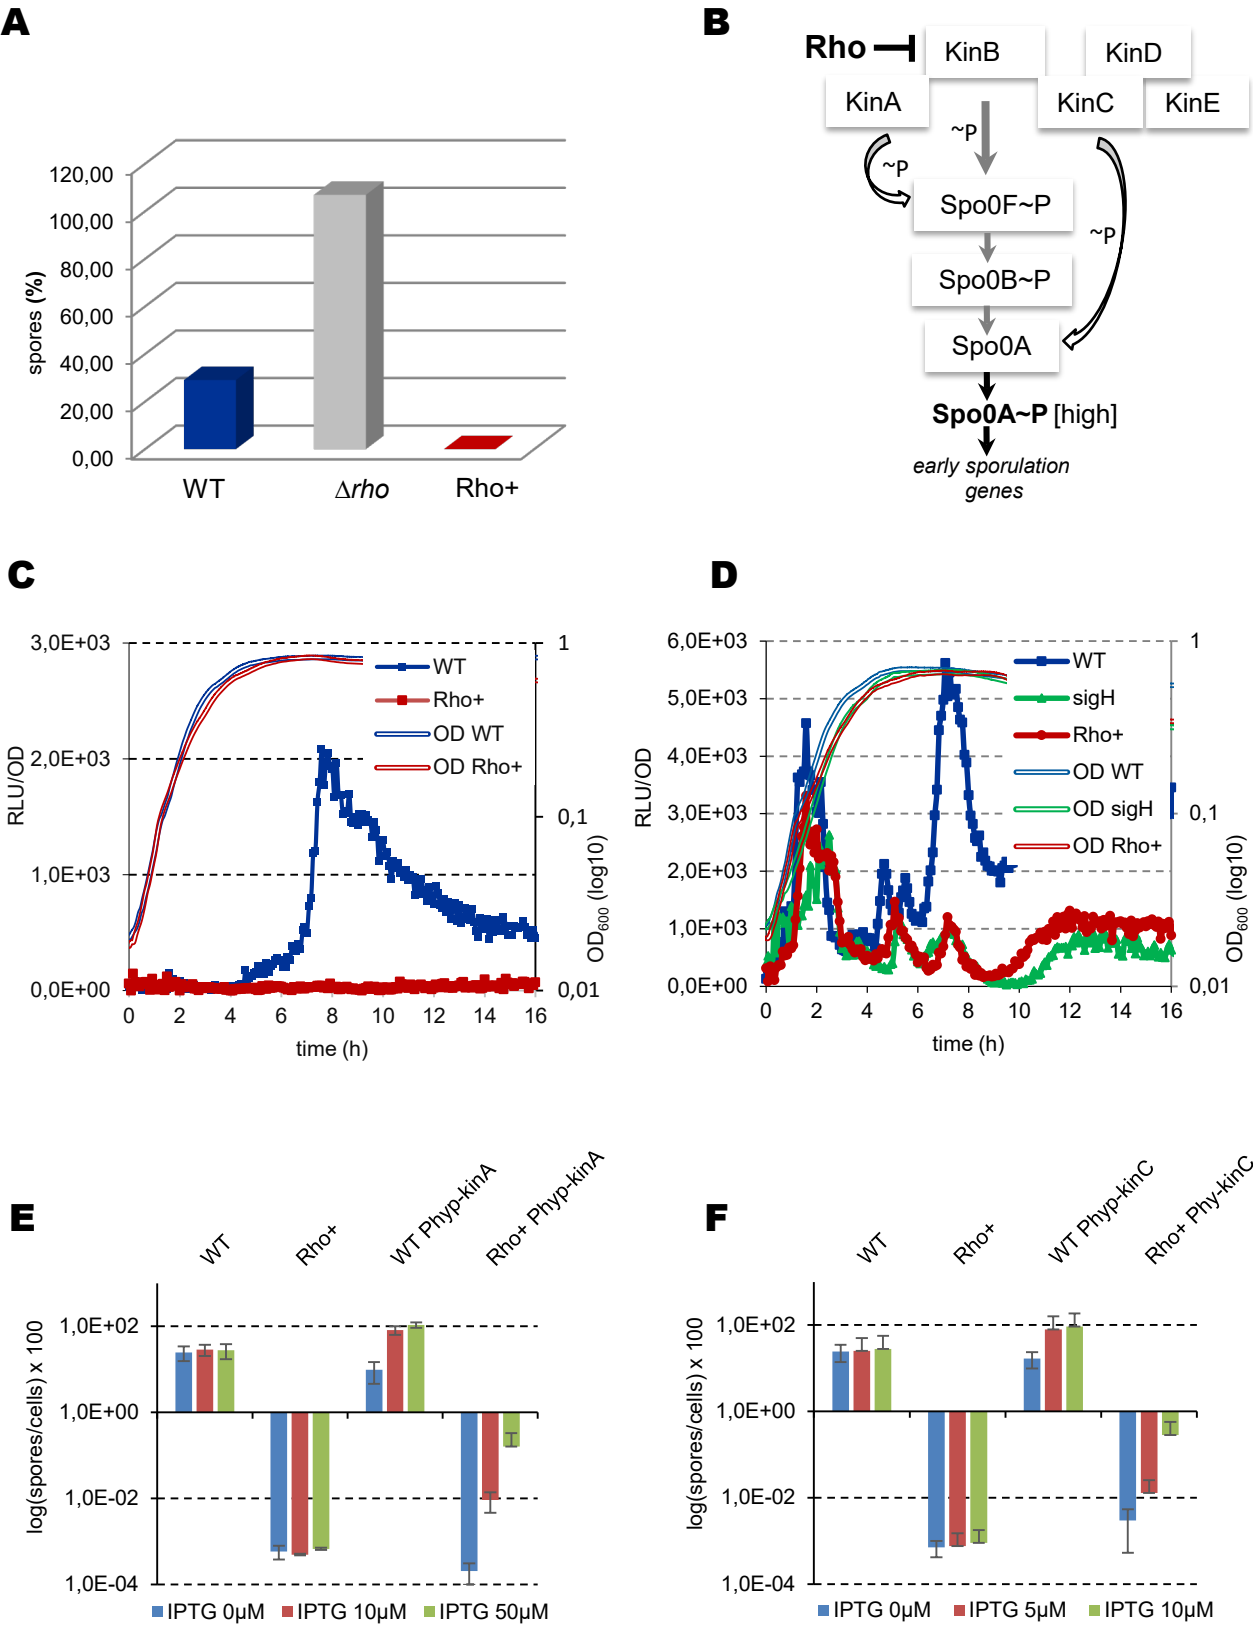 A
120,00
100,00
80,00
60,00
40,00
20,00
0,00
spores (%)
WT
Δrho
Rho+
B
Rho
KinB
KinD
KinA
KinC
KinE
~P
~P
~P
Spo0F~P
Spo0B~P
Spo0A
Spo0A~P [high]
early sporulation
genes
C
3,0E+03
2,0E+03
1,0E+03
0,0E+00
RLU/OD
1
0,1
0,01
OD600 (log10)
WT
Rho+
OD WT
OD Rho+
0 2 4 6 8 10 12 14 16
time (h)
D
6,0E+03
5,0E+03
4,0E+03
3,0E+03
2,0E+03
1,0E+03
0,0E+00
RLU/OD
1
0,1
0,01
OD600 (log10)
WT
sigH
Rho+
OD WT
OD sigH
OD Rho+
0 2 4 6 8 10 12 14 16
time (h)
E
WT
Rho+
WT Phyp-kinA
Rho+ Phy-kinA
1,0E+02
1,0E+00
1,0E-02
1,0E-04
log(spores/cells) x 100
IPTG 0µM IPTG 10µM IPTG 50µM
F
WT
Rho+
WT Phyp-kinC
Rho+ Phy-kinC
1,0E+02
1,0E+00
1,0E-02
1,0E-04
log(spores/cells) x 100
IPTG 0µM IPTG 5µM IPTG 10µM